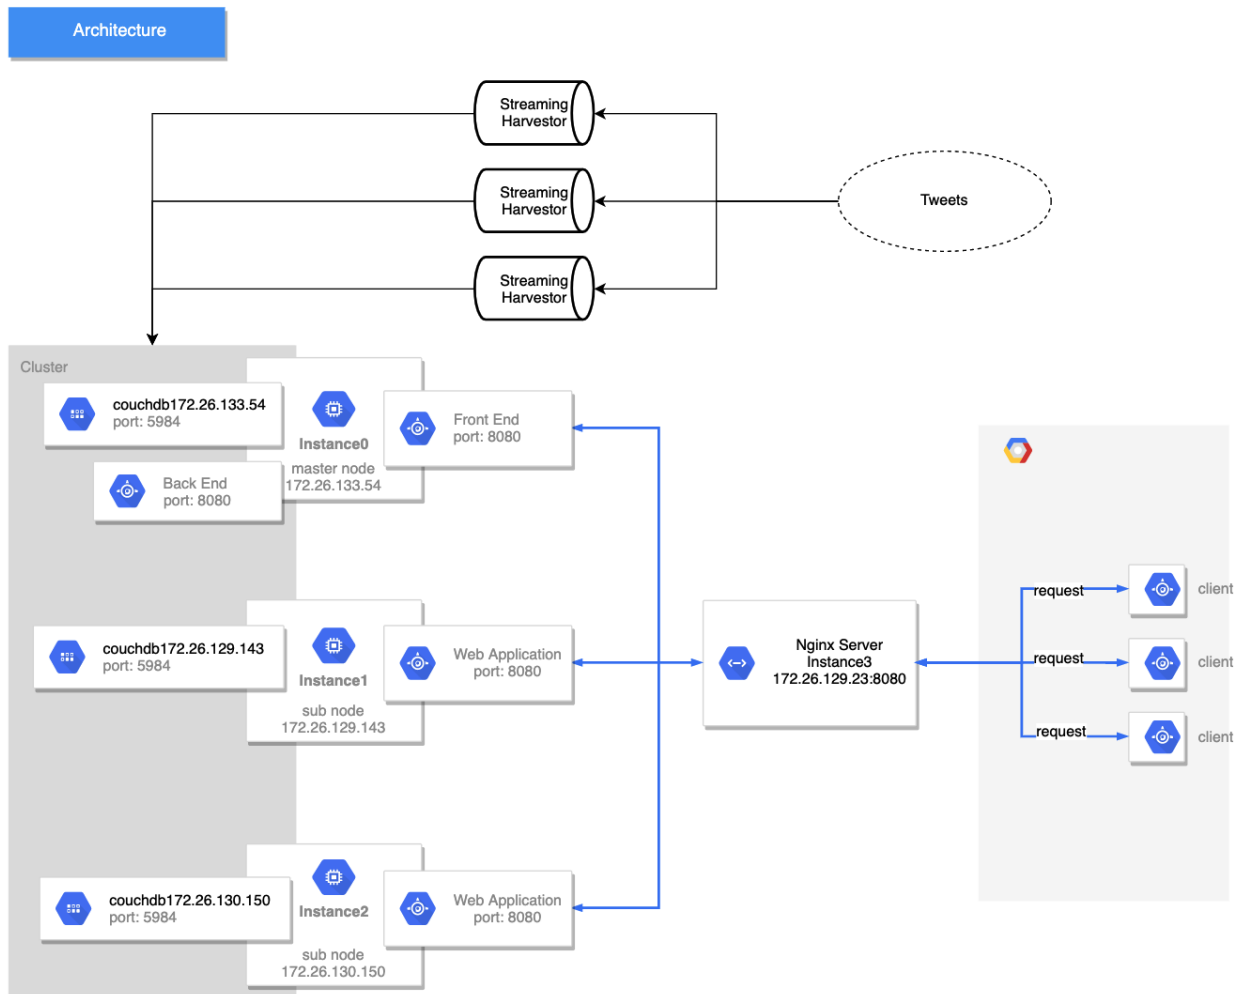 Architecture
Streaming
Harvestor
Streaming
Harvestor
Tweets
Streaming
Harvestor
Cluster
couchdb172.26.133.54
port: 5984
Instance0
master node
172.26.133.54
Front End
port: 8080
Back End
port: 8080
couchdb172.26.129.143
port: 5984
Instance1
sub node
172.26.129.143
Web Application
port: 8080
Nginx Server
Instance3
172.26.129.23:8080
request
client
request
client
request
client
couchdb172.26.130.150
port: 5984
Instance2
sub node
172.26.130.150
Web Application
port: 8080